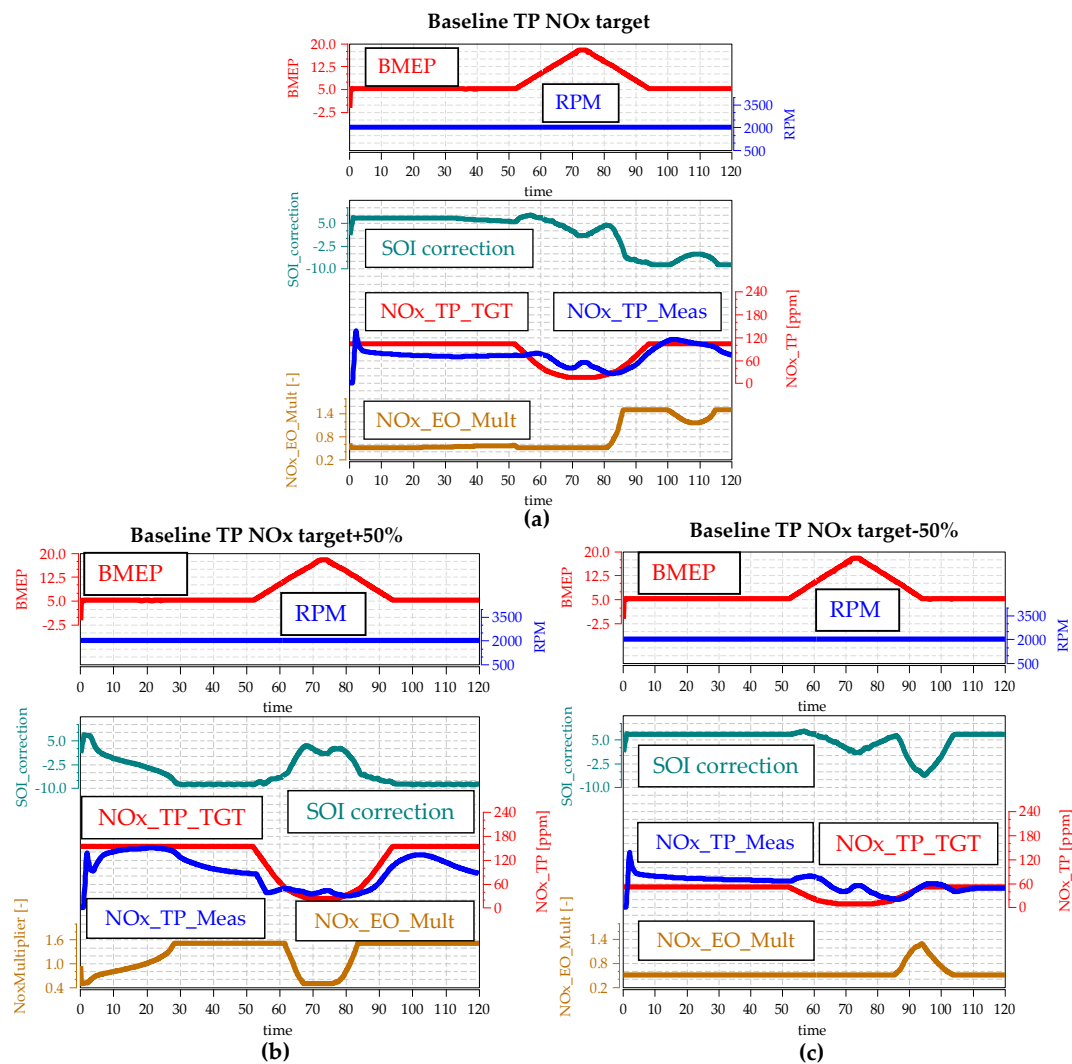 Baseline TP NOx target
20.0
12.5
5.0
-2.5
BMEP
BMEP
RPM
3500
2000
500
RPM
0 10 20 30 40 50 60 70 80 90 100 110 120
time
5.0
-2.5
-10.0
SOI_correction
SOI correction
NOx_TP_TGT
NOx_TP_Meas
240
180
120
60
0
NOx_TP [ppm]
1.4
0.8
0.2
NOx_EO_Mult [-]
NOx_EO_Mult
0 10 20 30 40 50 60 70 80 90 100 110 120
time
(a)
Baseline TP NOx target+50%
20.0
12.5
5.0
-2.5
BMEP
BMEP
RPM
3500
2000
500
RPM
0 10 20 30 40 50 60 70 80 90 100 110 120
time
5.0
-2.5
-10.0
SOI_correction
NOx_TP_TGT
SOI correction
240
180
120
60
0
NOx_TP [ppm]
NOx_TP_Meas
NOx_EO_Mult
1.6
1.0
0.4
NoxMultiplier [-]
0 10 20 30 40 50 60 70 80 90 100 110 120
time
(b)
Baseline TP NOx target-50%
20.0
12.5
5.0
-2.5
BMEP
BMEP
RPM
3500
2000
500
RPM
0 10 20 30 40 50 60 70 80 90 100 110 120
time
5.0
-2.5
-10.0
SOI_correction
SOI correction
NOx_TP_Meas
NOx_TP_TGT
240
180
120
60
0
NOx_TP [ppm]
NOx_EO_Mult
1.4
0.8
0.2
NOx_EO_Mult [-]
0 10 20 30 40 50 60 70 80 90 100 110 120
time
(c)